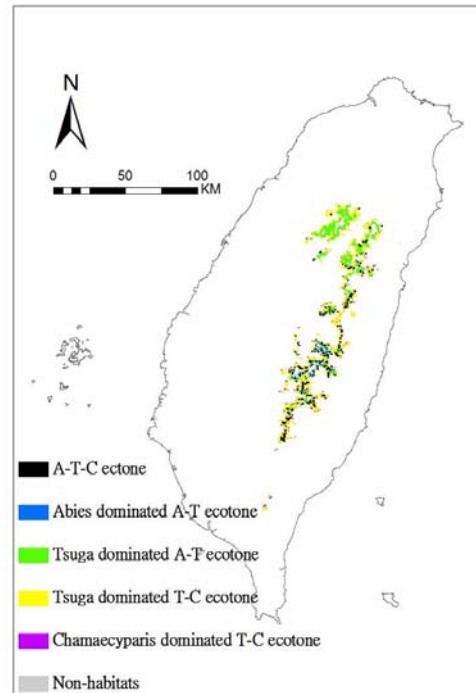 N
0 50 100
KM
A-T-C ectone
Abies dominated A-T ecotone
Tsuga dominated A-T ecotone
Tsuga dominated T-C ecotone
Chamaecyparis dominated T-C ecotone
Non-habitats